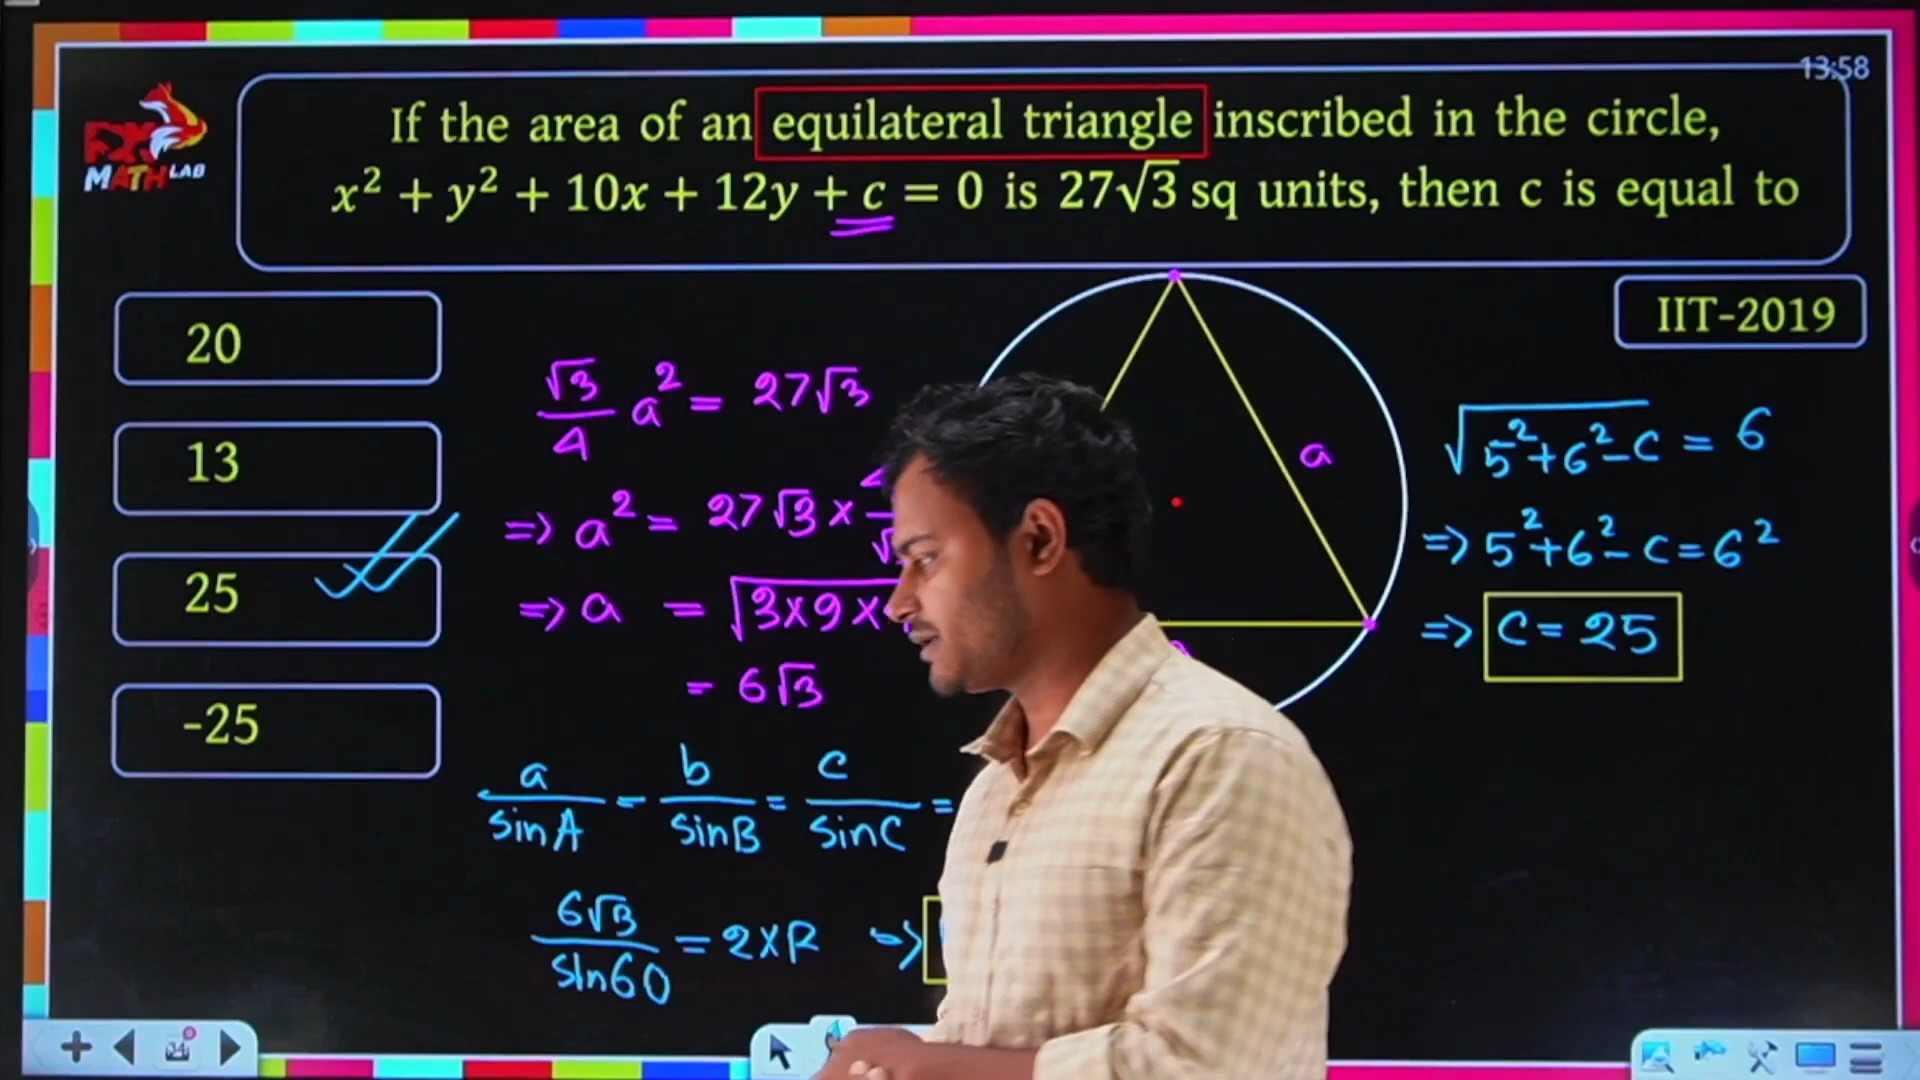 13:58
If the area of an equilateral triangle inscribed in the circle,
x² + y² + 10x + 12y + c = 0 is 27√3 sq units, then c is equal to
MATH LAB
IIT-2019
20
13
25
-25
√3/4 a² = 27√3
=> a² = 27√3 ×
=> a = √3×9×
= 6√3
a/sinA = b/sinB = c/sinC =
6√3/sin60 = 2×R =>
a
√5²+6²-c = 6
=> 5²+6²-c = 6²
=> c = 25